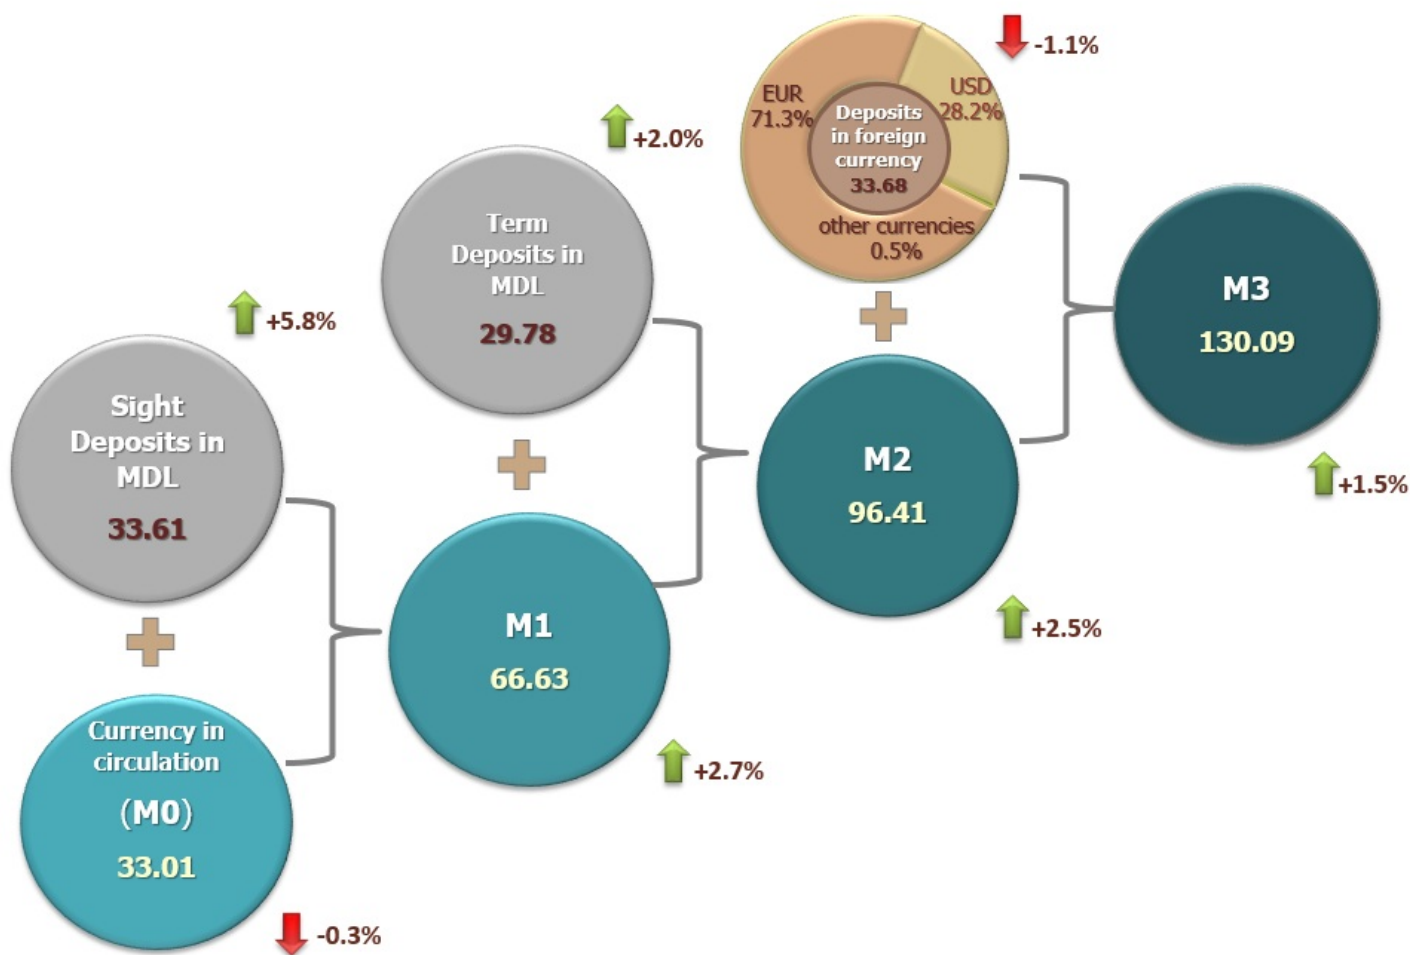 -1.1%
EUR
71.3%
USD
28.2%
Deposits
in foreign
currency
33.68
other currencies
0.5%
+2.0%
Term
Deposits in
MDL
29.78
M3
130.09
+5.8%
Sight
Deposits in
MDL
33.61
M2
96.41
+1.5%
M1
66.63
+2.5%
Currency in
circulation
(M0)
33.01
+2.7%
-0.3%